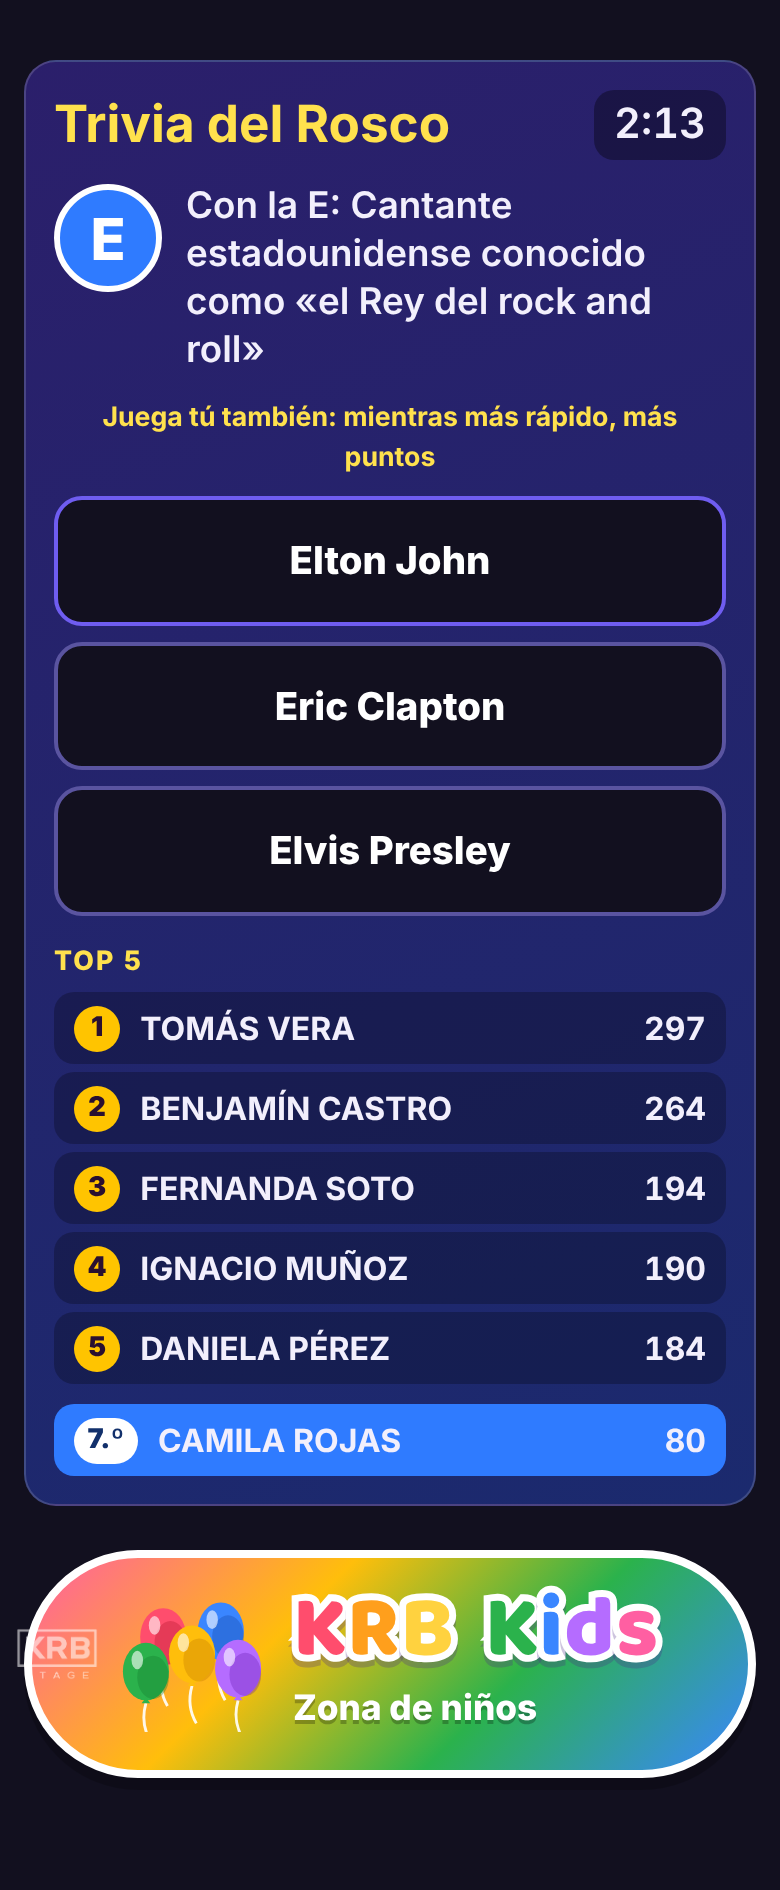 Trivia del Rosco
2:13
E
Con la E: Cantante
estadounidense conocido
como «el Rey del rock and
roll»
Juega tú también: mientras más rápido, más
puntos
Elton John
Eric Clapton
Elvis Presley
TOP 5
1 TOMÁS VERA 297
2 BENJAMÍN CASTRO 264
3 FERNANDA SOTO 194
4 IGNACIO MUÑOZ 190
5 DANIELA PÉREZ 184
7.º CAMILA ROJAS 80
KRB Kids
Zona de niños
KRB